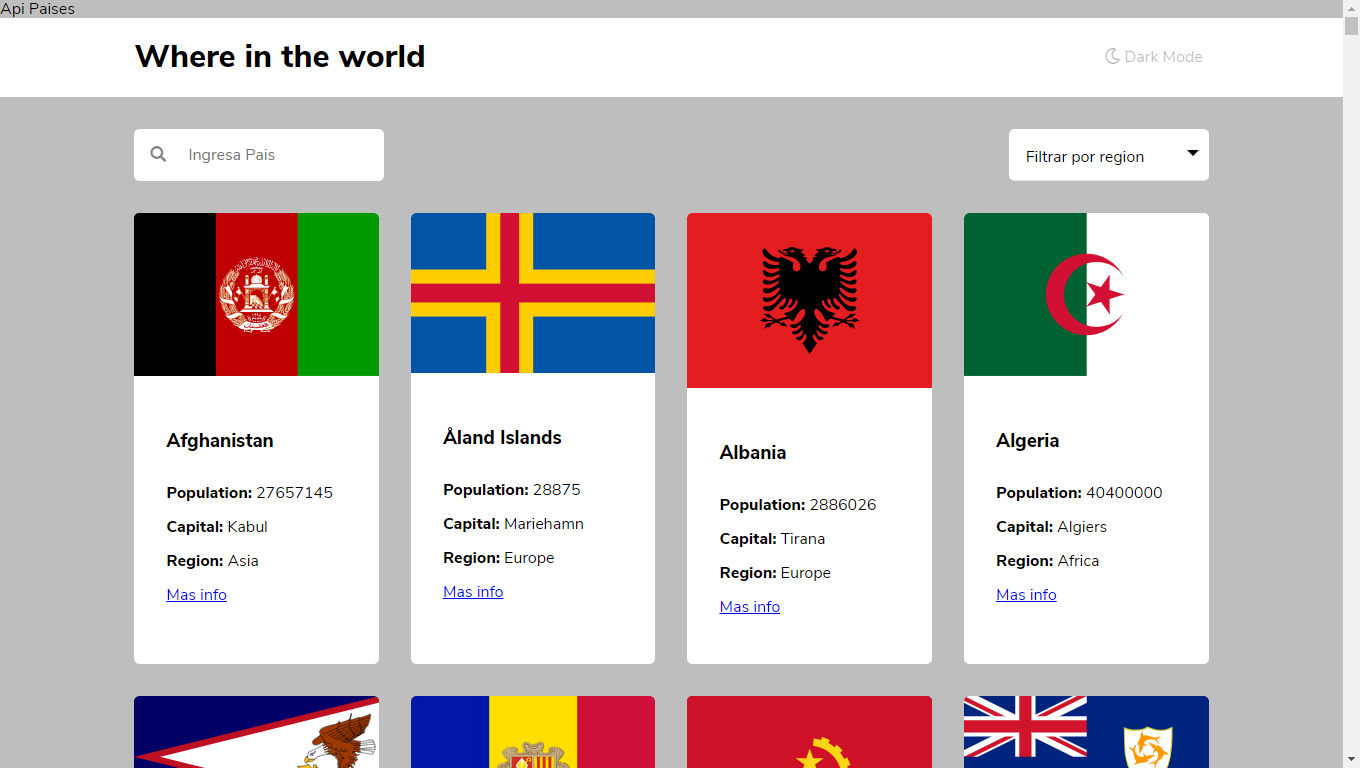 Api Paises
Where in the world
Dark Mode
Ingresa Pais
Filtrar por region
Afghanistan
Population: 27657145
Capital: Kabul
Region: Asia
Mas info
Åland Islands
Population: 28875
Capital: Mariehamn
Region: Europe
Mas info
Albania
Population: 2886026
Capital: Tirana
Region: Europe
Mas info
Algeria
Population: 40400000
Capital: Algiers
Region: Africa
Mas info